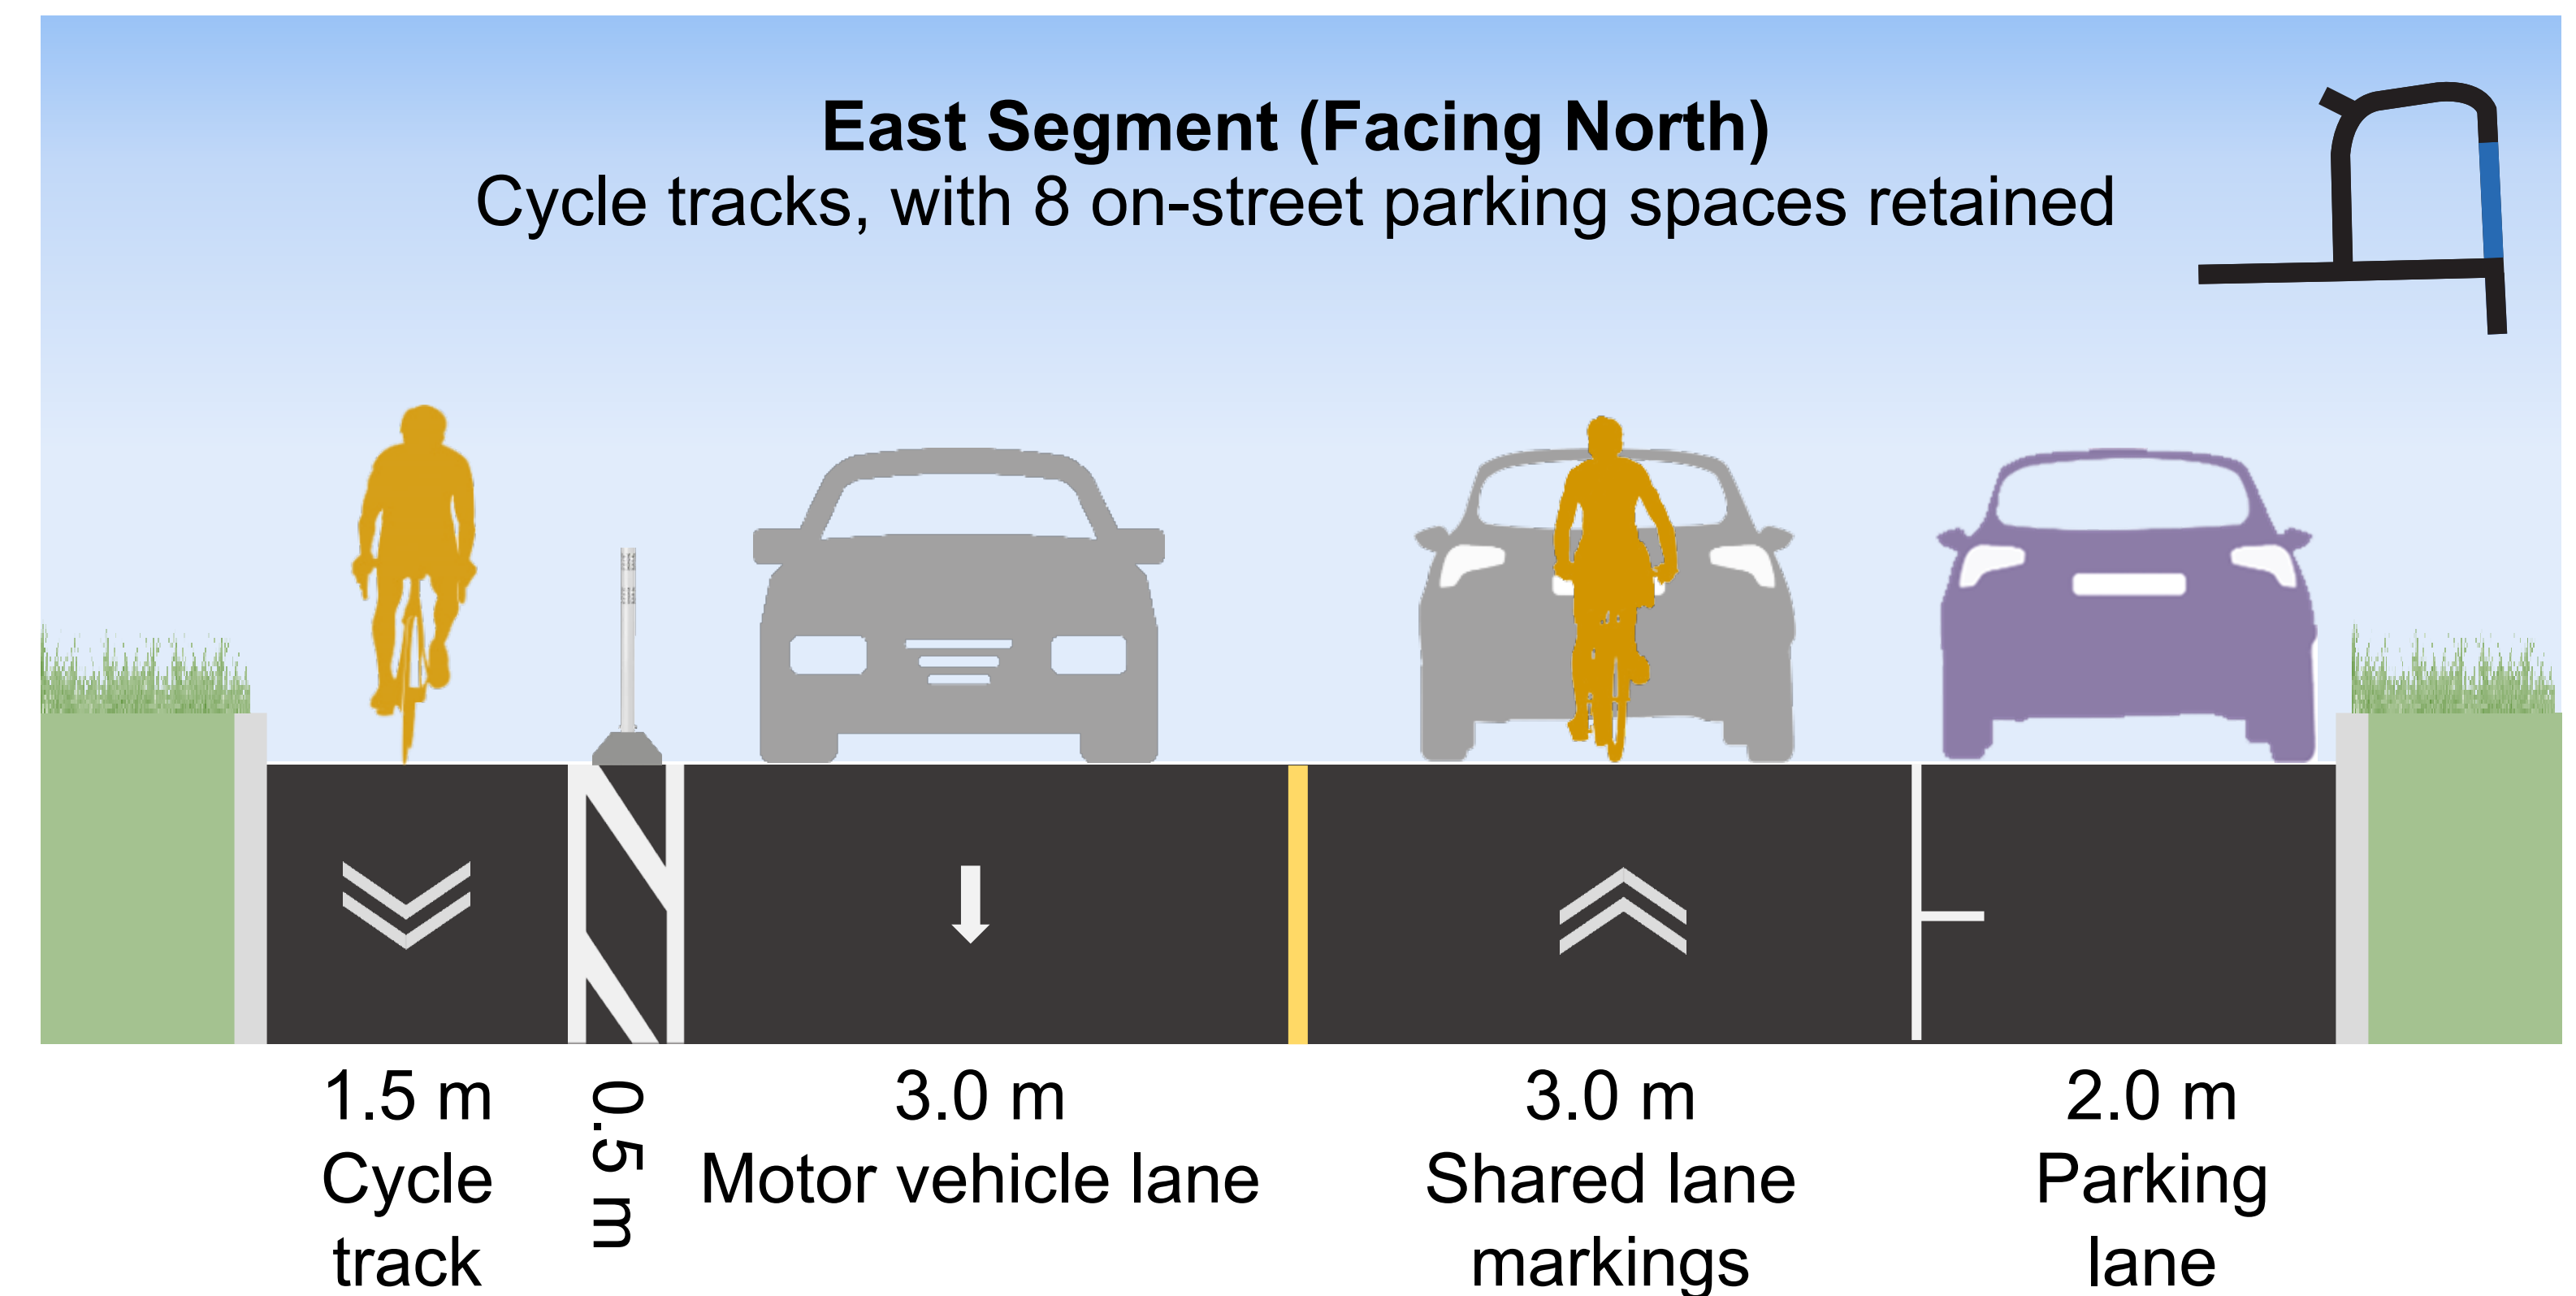 East Segment (Facing North)
Cycle tracks, with 8 on-street parking spaces retained
1.5 m
Cycle
track
0.5 m
3.0 m
Motor vehicle lane
3.0 m
Shared lane
markings
2.0 m
Parking
lane